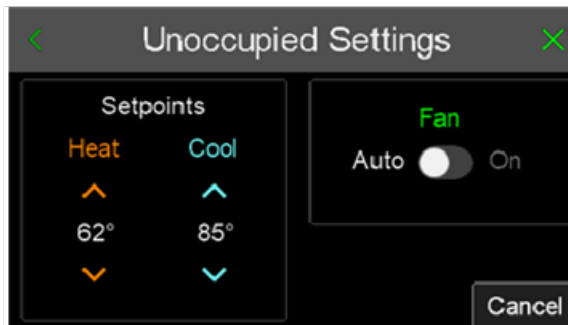 Unoccupied Settings
Setpoints
Heat Cool
62° 85°
Fan
Auto On
Cancel